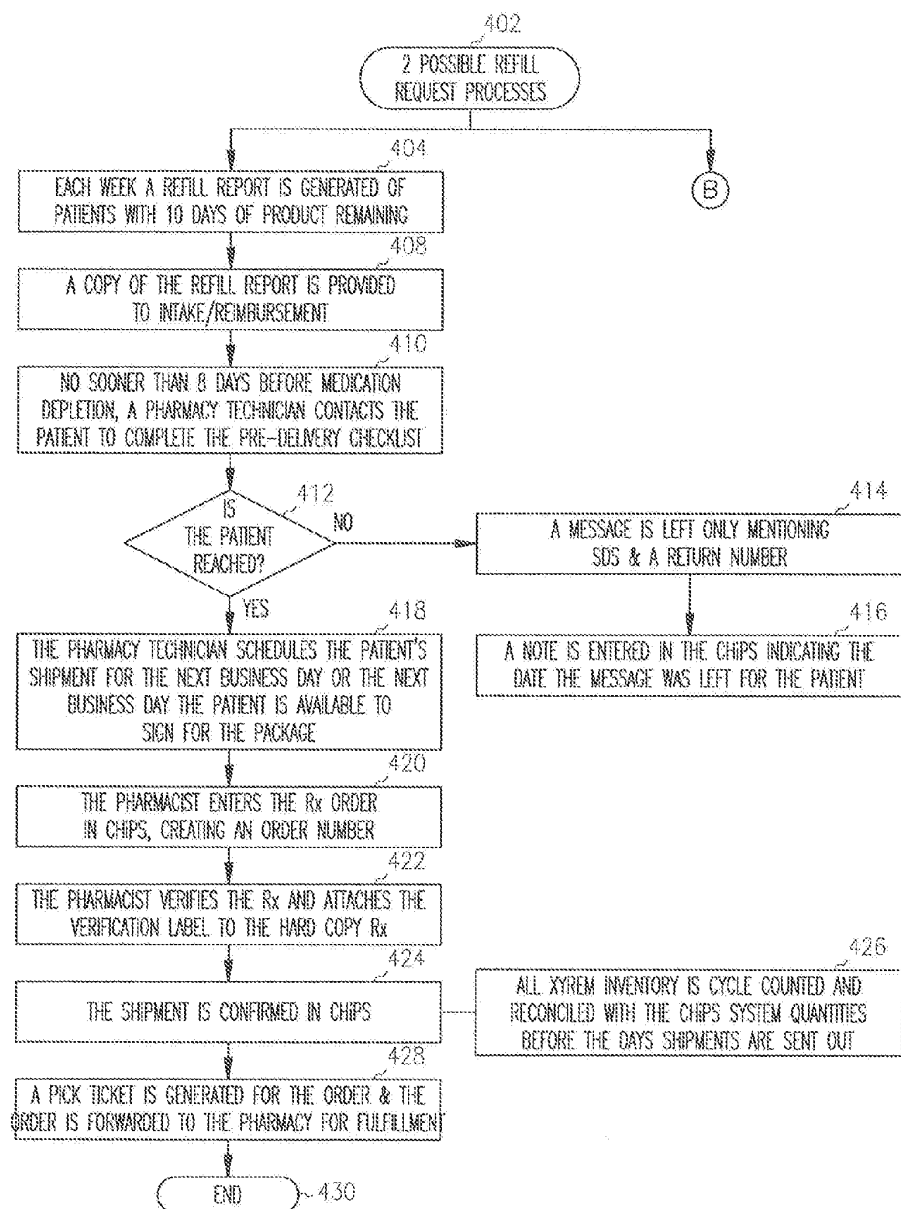 402
2 POSSIBLE REFILL
REQUEST PROCESSES
404
EACH WEEK A REFILL REPORT IS GENERATED OF
PATIENTS WITH 10 DAYS OF PRODUCT REMAINING
B
408
A COPY OF THE REFILL REPORT IS PROVIDED
TO INTAKE/REIMBURSEMENT
410
NO SOONER THAN 8 DAYS BEFORE MEDICATION
DEPLETION, A PHARMACY TECHNICIAN CONTACTS THE
PATIENT TO COMPLETE THE PRE-DELIVERY CHECKLIST
412
IS
THE PATIENT
REACHED?
NO
YES
414
A MESSAGE IS LEFT ONLY MENTIONING
SDS & A RETURN NUMBER
416
A NOTE IS ENTERED IN THE CHIPS INDICATING THE
DATE THE MESSAGE WAS LEFT FOR THE PATIENT
418
THE PHARMACY TECHNICIAN SCHEDULES THE PATIENT'S
SHIPMENT FOR THE NEXT BUSINESS DAY OR THE NEXT
BUSINESS DAY THE PATIENT IS AVAILABLE TO
SIGN FOR THE PACKAGE
420
THE PHARMACIST ENTERS THE Rx ORDER
IN CHIPS, CREATING AN ORDER NUMBER
422
THE PHARMACIST VERIFIES THE Rx AND ATTACHES THE
VERIFICATION LABEL TO THE HARD COPY Rx
424
THE SHIPMENT IS CONFIRMED IN CHIPS
426
ALL XYREM INVENTORY IS CYCLE COUNTED AND
RECONCILED WITH THE CHIPS SYSTEM QUANTITIES
BEFORE THE DAYS SHIPMENTS ARE SENT OUT
428
A PICK TICKET IS GENERATED FOR THE ORDER & THE
ORDER IS FORWARDED TO THE PHARMACY FOR FULFILLMENT
END
430